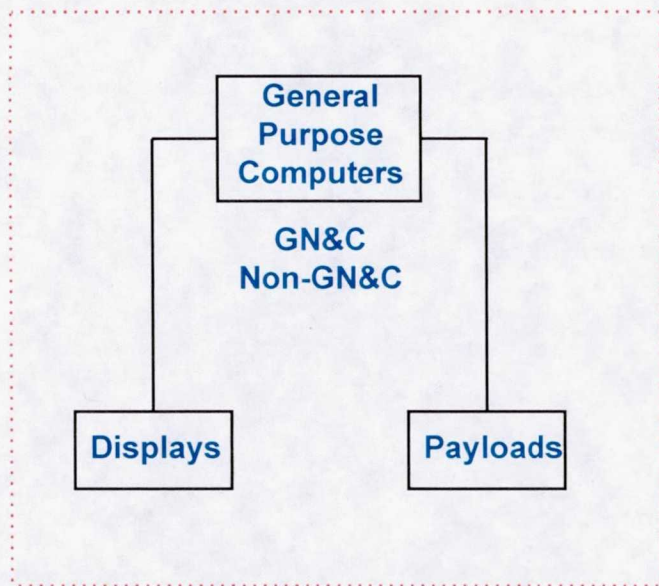 General
Purpose
Computers
GN&C
Non-GN&C
Displays
Payloads